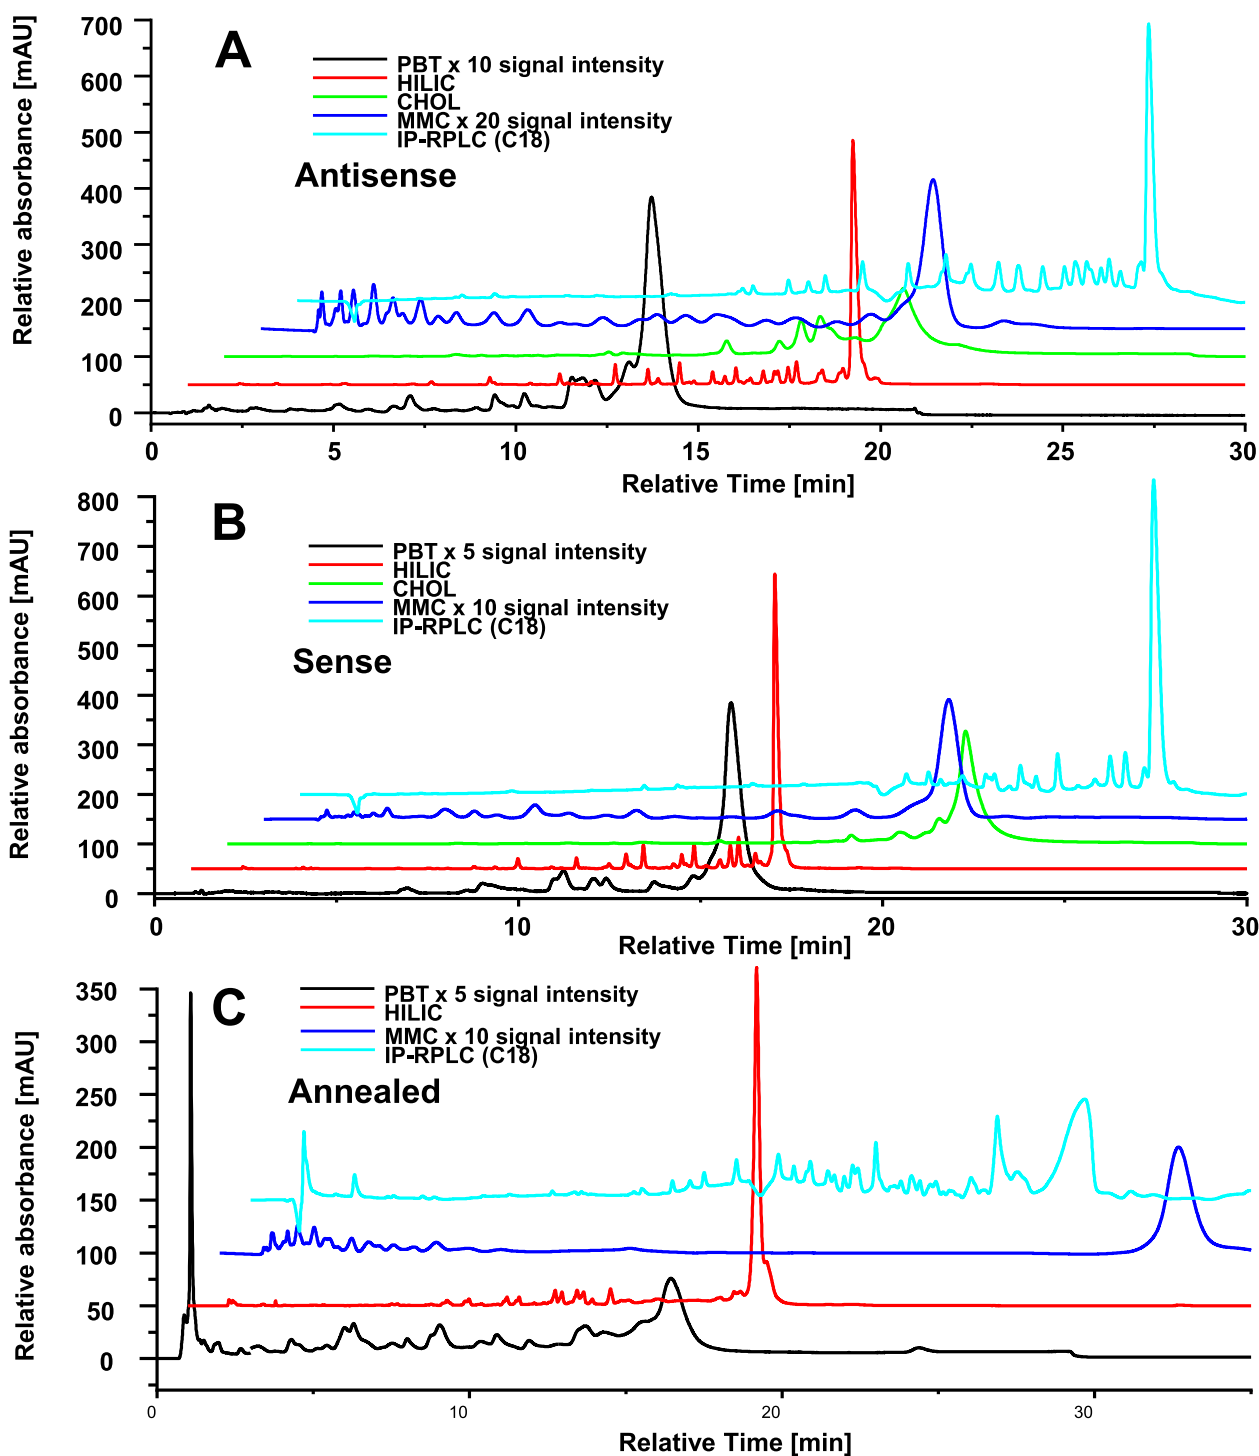 A
PBT x 10 signal intensity
HILIC
CHOL
MMC x 20 signal intensity
IP-RPLC (C18)
Antisense
Relative absorbance [mAU]
700
600
500
400
300
200
100
0
0 5 10 15 20 25 30
Relative Time [min]
B
PBT x 5 signal intensity
HILIC
CHOL
MMC x 10 signal intensity
IP-RPLC (C18)
Sense
Relative absorbance [mAU]
800
700
600
500
400
300
200
100
0
0 10 20 30
Relative Time [min]
C
PBT x 5 signal intensity
HILIC
MMC x 10 signal intensity
IP-RPLC (C18)
Annealed
Relative absorbance [mAU]
350
300
250
200
150
100
50
0
0 10 20 30
Relative Time [min]